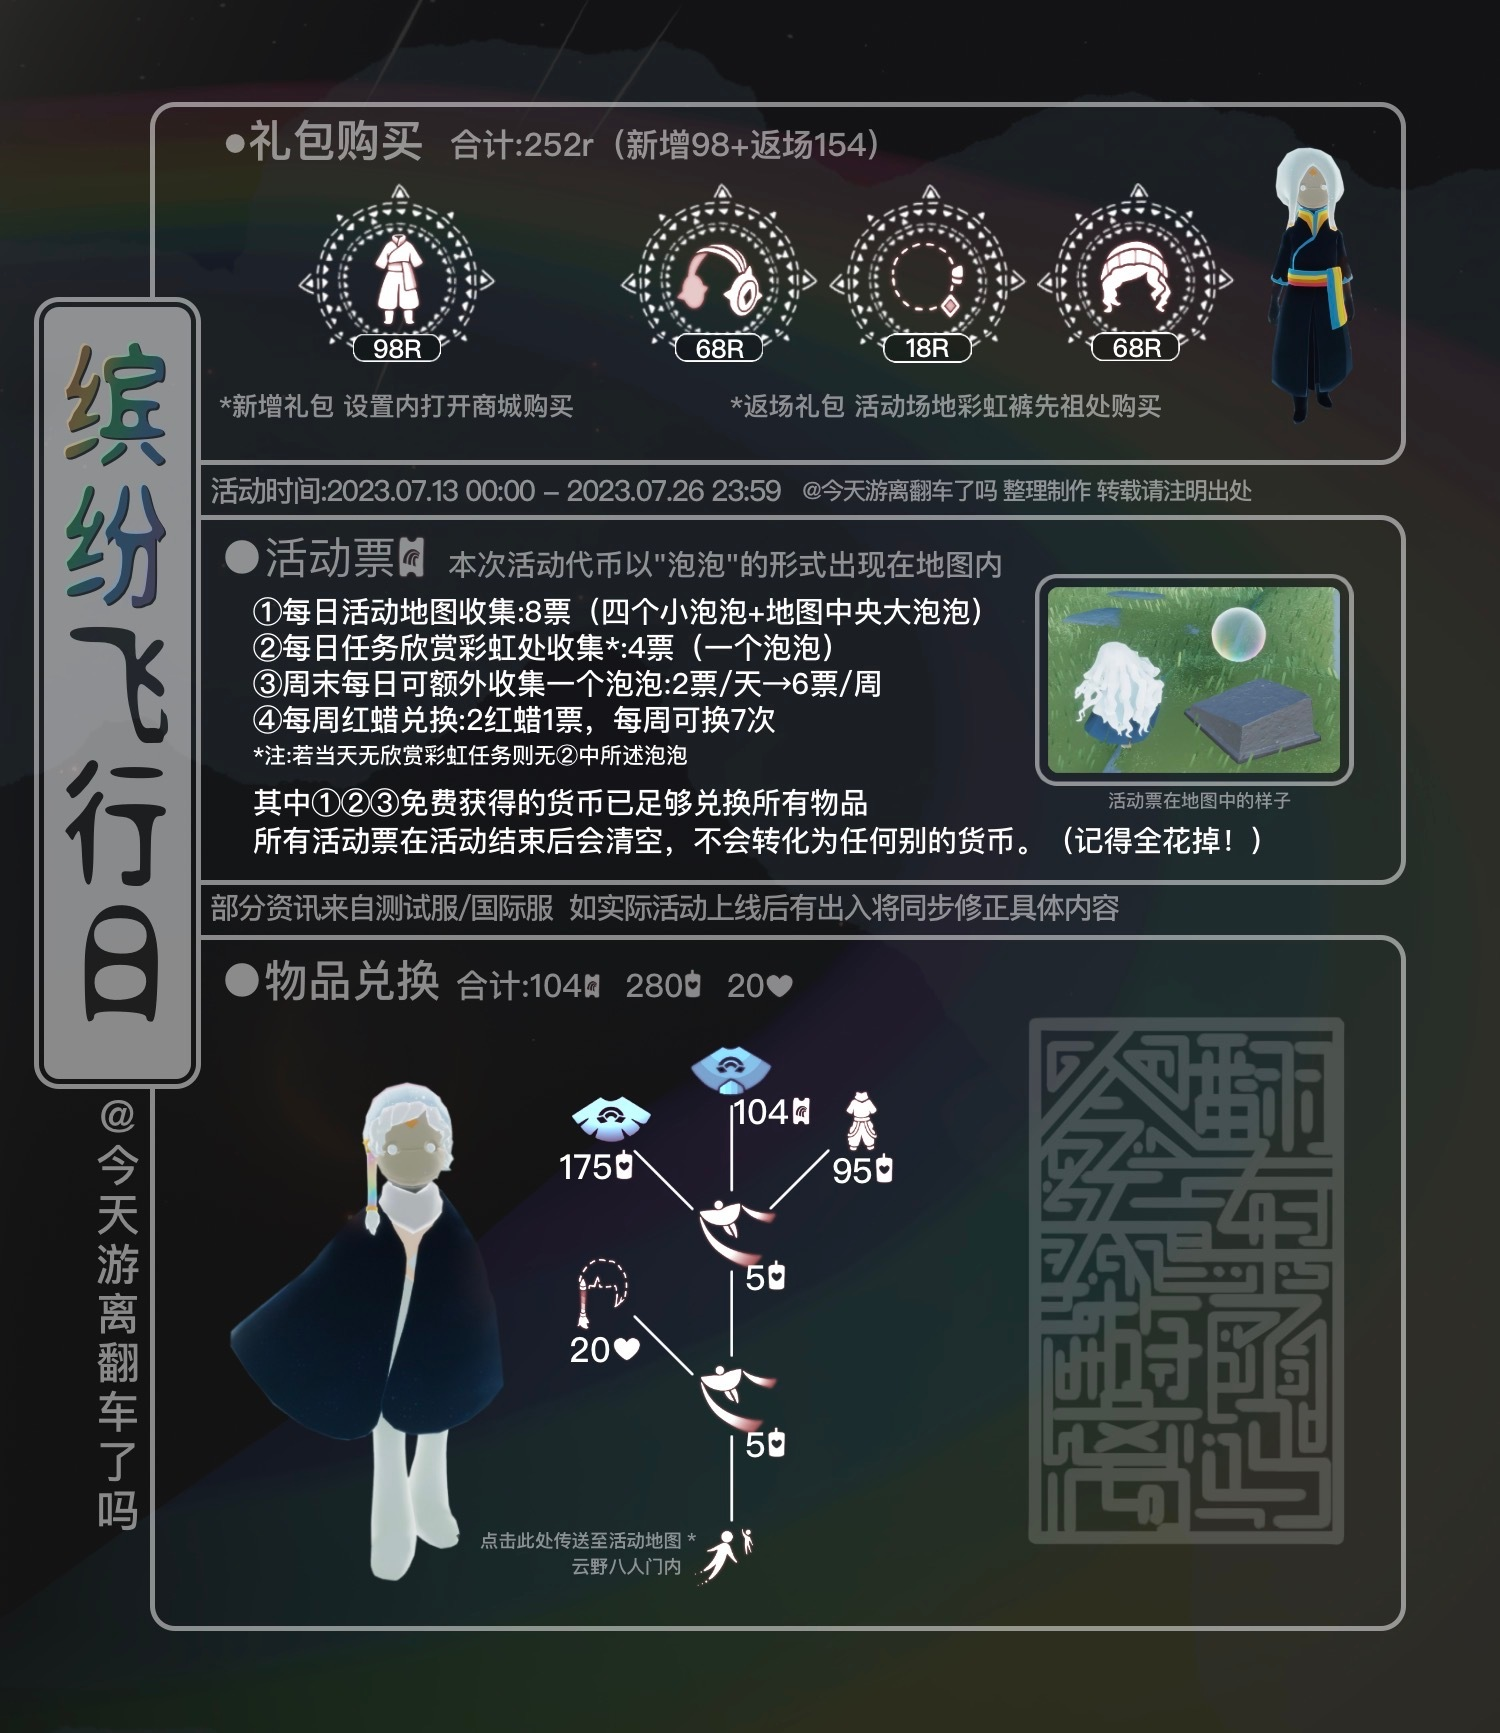 ●礼包购买 合计:252r（新增98+返场154）
98R
68R
18R
68R
*新增礼包 设置内打开商城购买
*返场礼包 活动场地彩虹裤先祖处购买
缤纷飞行日
活动时间:2023.07.13 00:00 – 2023.07.26 23:59 @今天游离翻车了吗 整理制作 转载请注明出处
●活动票 本次活动代币以"泡泡"的形式出现在地图内
①每日活动地图收集:8票（四个小泡泡+地图中央大泡泡）
②每日任务欣赏彩虹处收集*:4票（一个泡泡）
③周末每日可额外收集一个泡泡:2票/天→6票/周
④每周红蜡兑换:2红蜡1票，每周可换7次
*注:若当天无欣赏彩虹任务则无②中所述泡泡
其中①②③免费获得的货币已足够兑换所有物品
所有活动票在活动结束后会清空，不会转化为任何别的货币。（记得全花掉！）
活动票在地图中的样子
部分资讯来自测试服/国际服 如实际活动上线后有出入将同步修正具体内容
●物品兑换 合计:104 280 20
@今天游离翻车了吗
104
175
95
5
20
5
点击此处传送至活动地图 *
云野八人门内